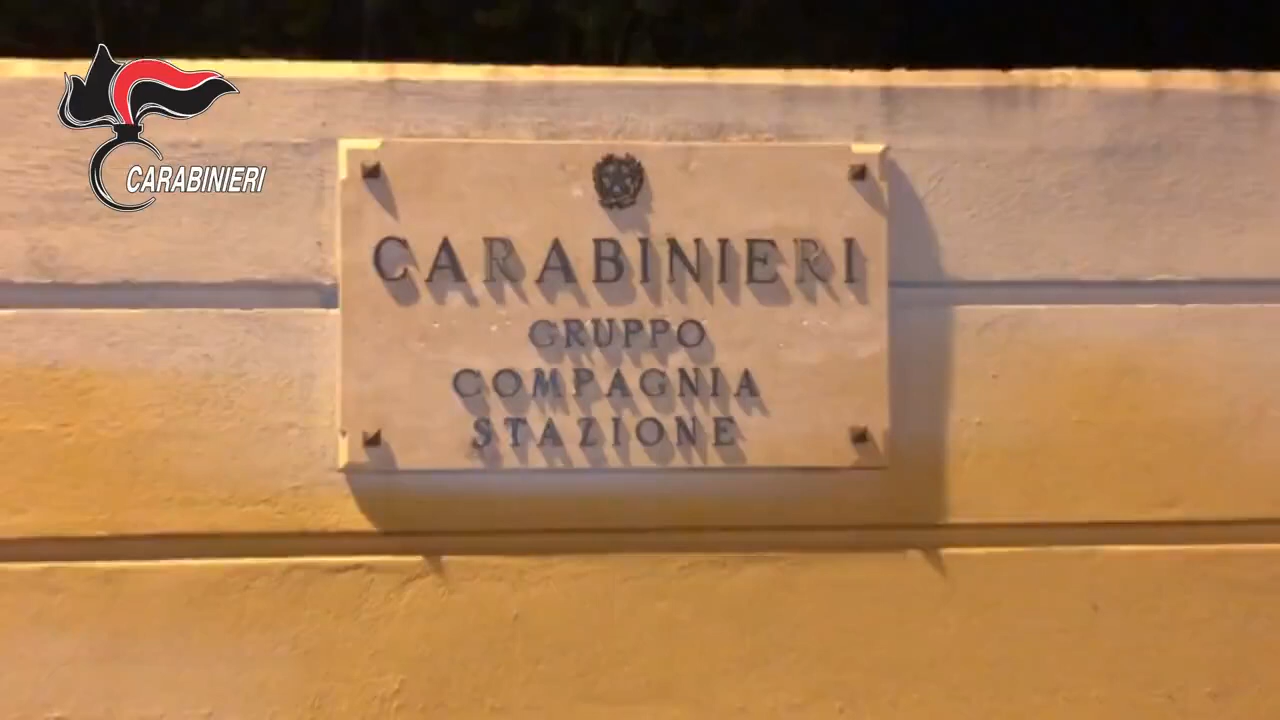 CARABINIERI
CARABINIERI
GRUPPO
COMPAGNIA
STAZIONE